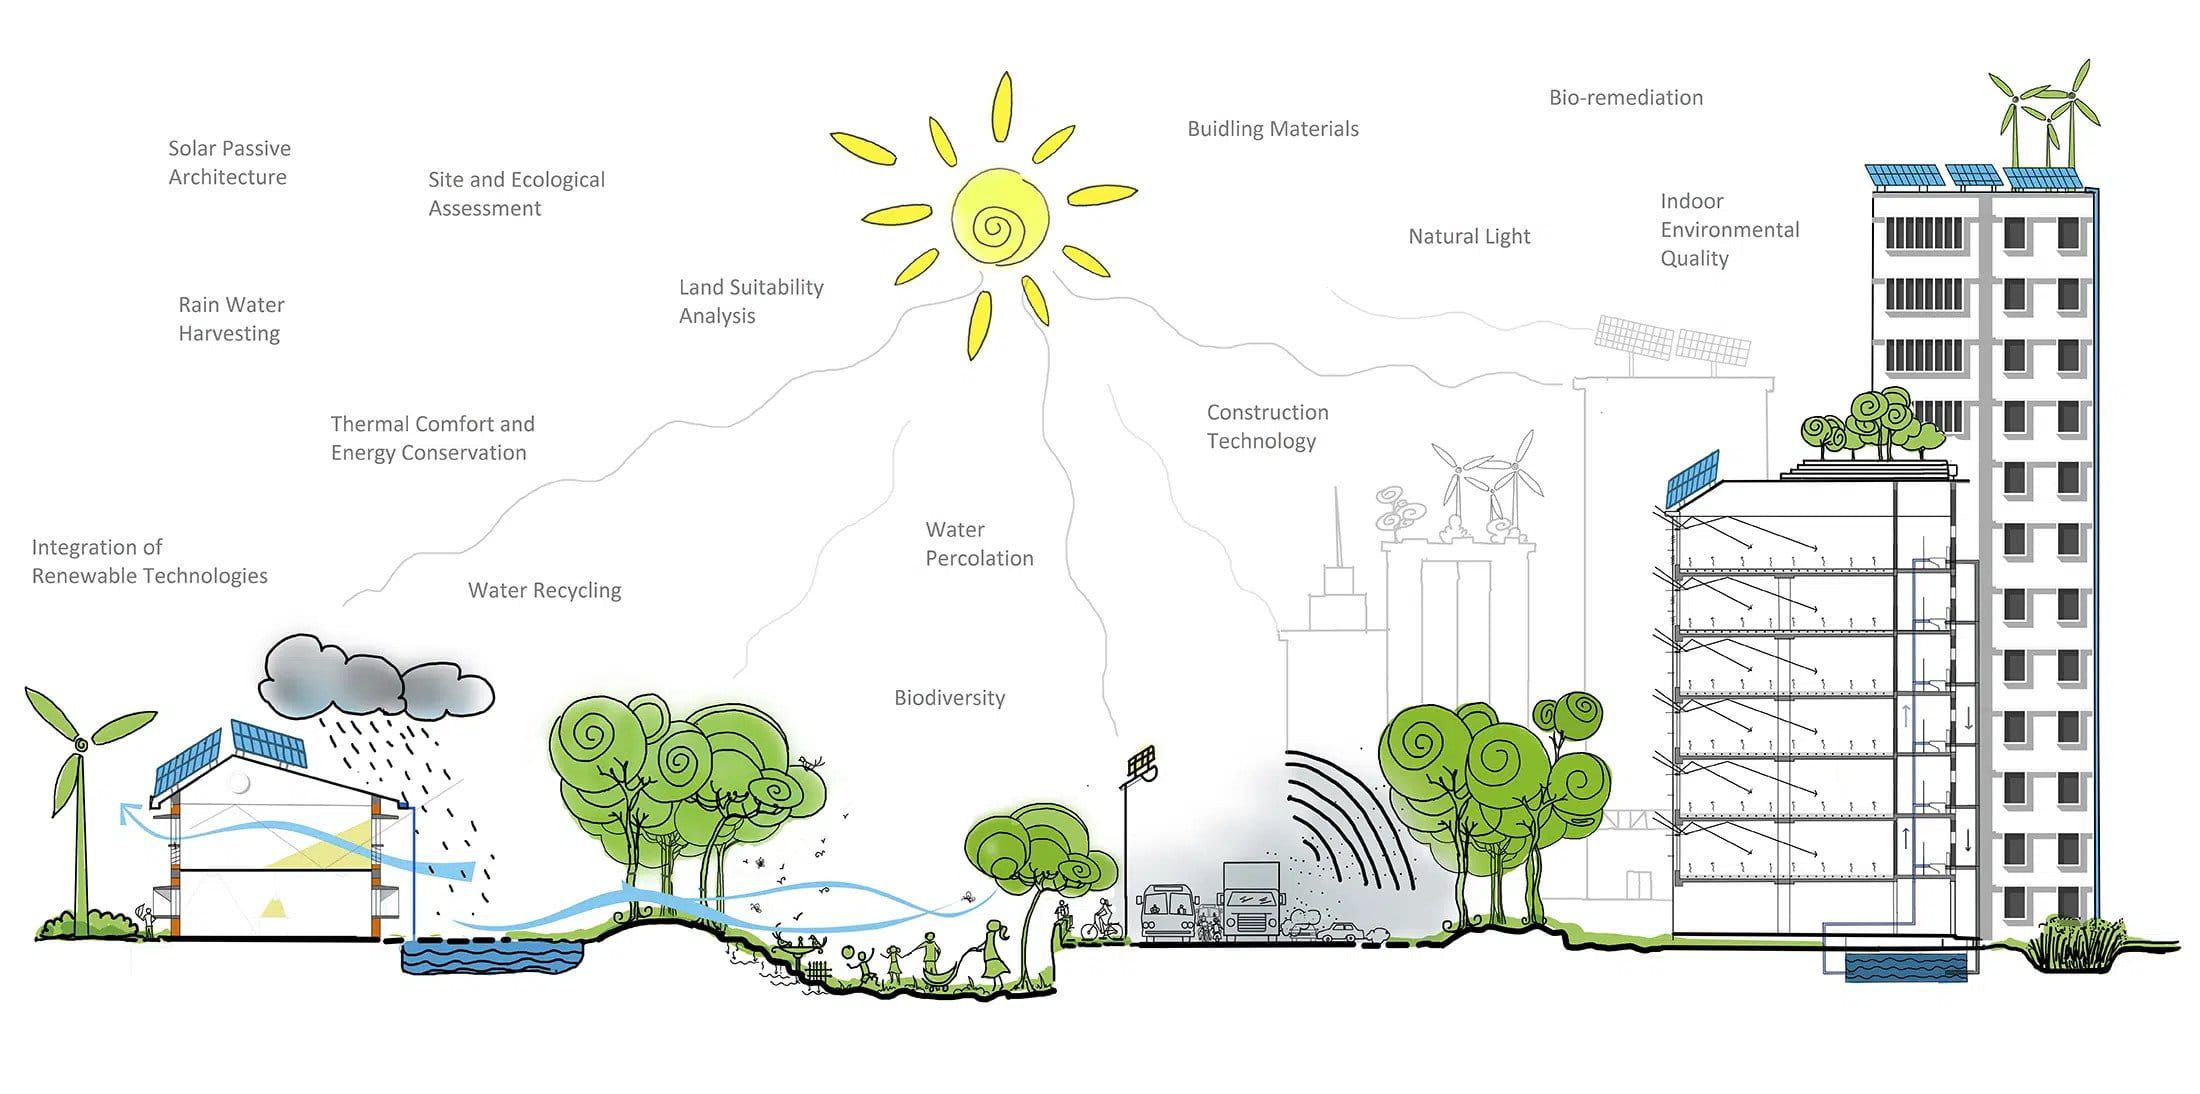 Solar Passive
Architecture
Site and Ecological
Assessment
Rain Water
Harvesting
Land Suitability
Analysis
Thermal Comfort and
Energy Conservation
Integration of
Renewable Technologies
Water Recycling
Water
Percolation
Biodiversity
Buidling Materials
Bio-remediation
Natural Light
Indoor
Environmental
Quality
Construction
Technology